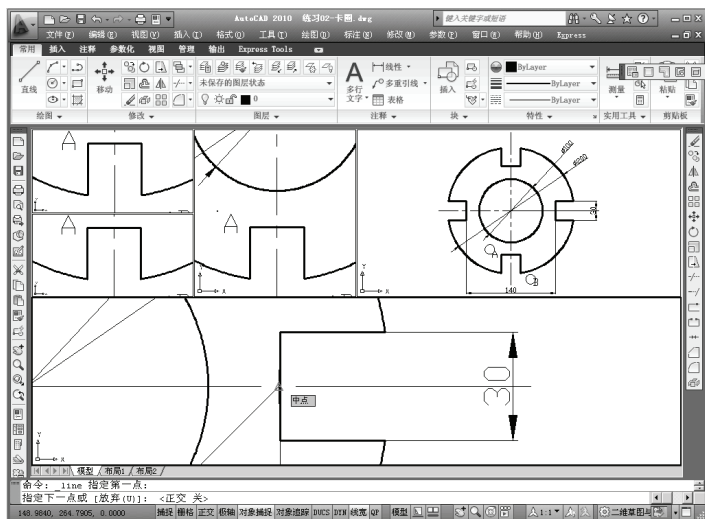 AutoCAD 2010 练习02-卡圈.dwg
键入关键字或短语
文件(F) 编辑(E) 视图(V) 插入(I) 格式(O) 工具(T) 绘图(D) 标注(N) 修改(M) 参数(P) 窗口(W) 帮助(H) Express
常用 插入 注释 参数化 视图 管理 输出 Express Tools
直线
移动
未保存的图层状态
0
多行文字
线性
多重引线
表格
插入
ByLayer
ByLayer
ByLayer
测量
粘贴
绘图 修改 图层 注释 块 特性 实用工具 剪贴板
A
A
A
Ø200
30
A
B
140
中点
30
Y
X
模型 布局1 布局2
命令: _line 指定第一点:
指定下一点或 [放弃(U)]: <正交 关>
148.9840, 264.7905, 0.0000 捕捉 栅格 正交 极轴 对象捕捉 对象追踪 DUCS DYN 线宽 QP 模型 1:1 二维草图